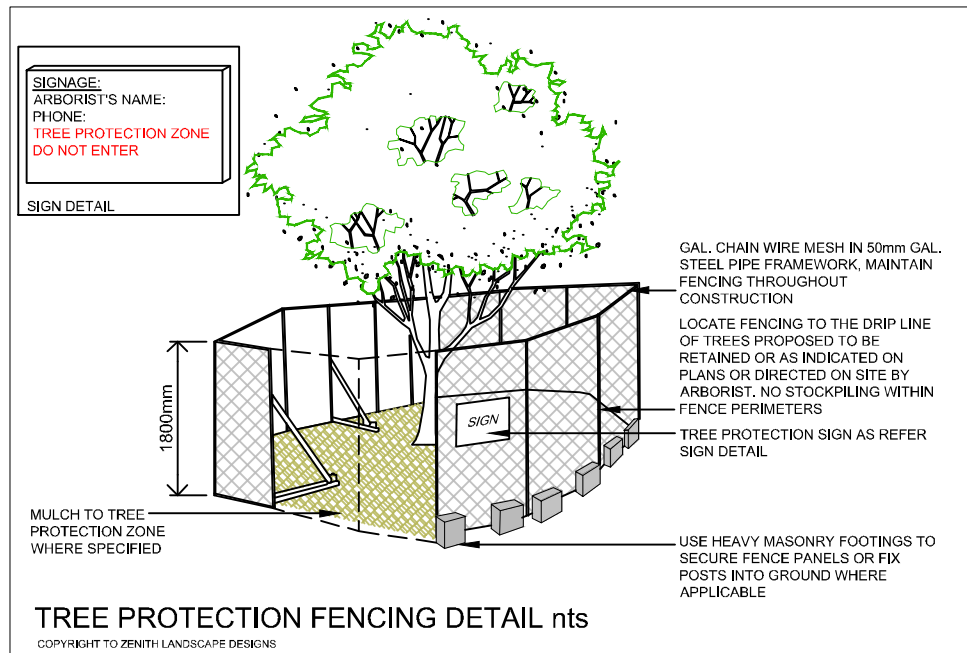 SIGNAGE:
ARBORIST'S NAME:
PHONE:
TREE PROTECTION ZONE
DO NOT ENTER
SIGN DETAIL
GAL. CHAIN WIRE MESH IN 50mm GAL.
STEEL PIPE FRAMEWORK, MAINTAIN
FENCING THROUGHOUT
CONSTRUCTION
LOCATE FENCING TO THE DRIP LINE
OF TREES PROPOSED TO BE
RETAINED OR AS INDICATED ON
PLANS OR DIRECTED ON SITE BY
ARBORIST. NO STOCKPILING WITHIN
FENCE PERIMETERS
1800mm
SIGN
TREE PROTECTION SIGN AS REFER
SIGN DETAIL
MULCH TO TREE
PROTECTION ZONE
WHERE SPECIFIED
USE HEAVY MASONRY FOOTINGS TO
SECURE FENCE PANELS OR FIX
POSTS INTO GROUND WHERE
APPLICABLE
TREE PROTECTION FENCING DETAIL nts
COPYRIGHT TO ZENITH LANDSCAPE DESIGNS